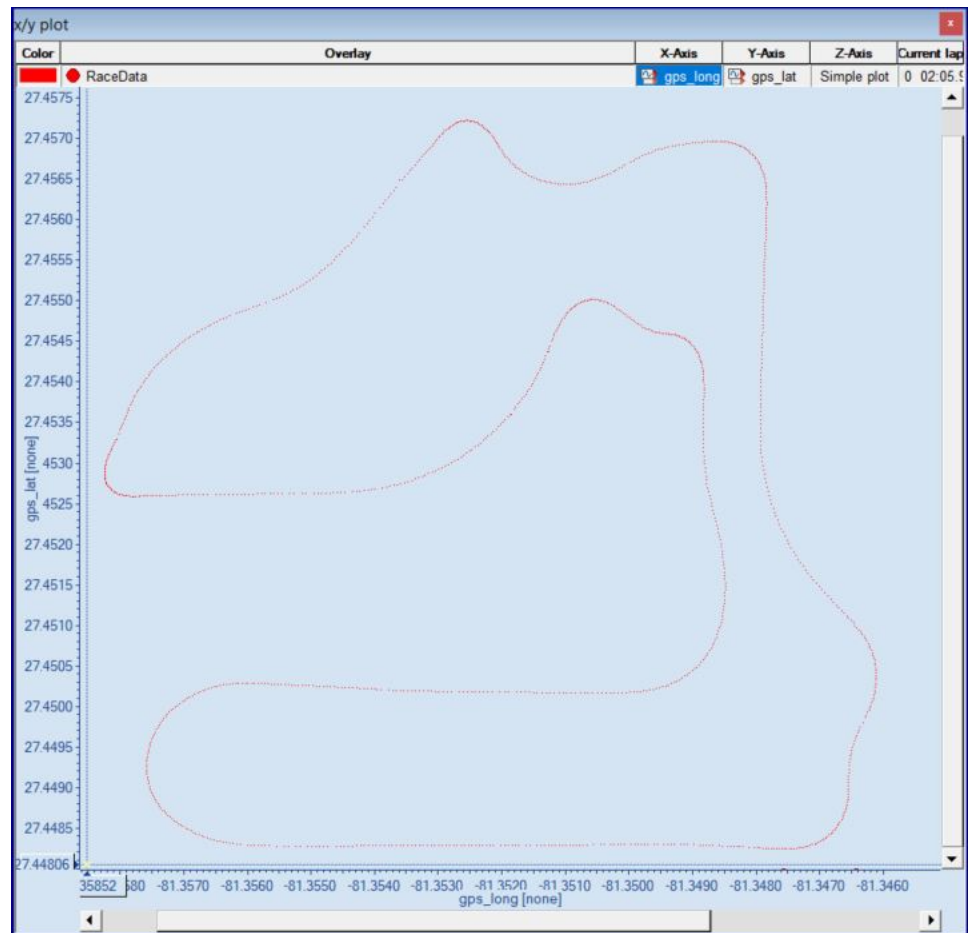 x/y plot
x
Color Overlay X-Axis Y-Axis Z-Axis Current lap
RaceData gps_long gps_lat Simple plot 0 02:05.9
27.4575
27.4570
27.4565
27.4560
27.4555
27.4550
27.4545
27.4540
27.4535
4530
4525
27.4520
27.4515
27.4510
27.4505
27.4500
27.4495
27.4490
27.4485
27.44806
gps_lat [none]
35852 580 -81.3570 -81.3560 -81.3550 -81.3540 -81.3530 -81.3520 -81.3510 -81.3500 -81.3490 -81.3480 -81.3470 -81.3460
gps_long [none]